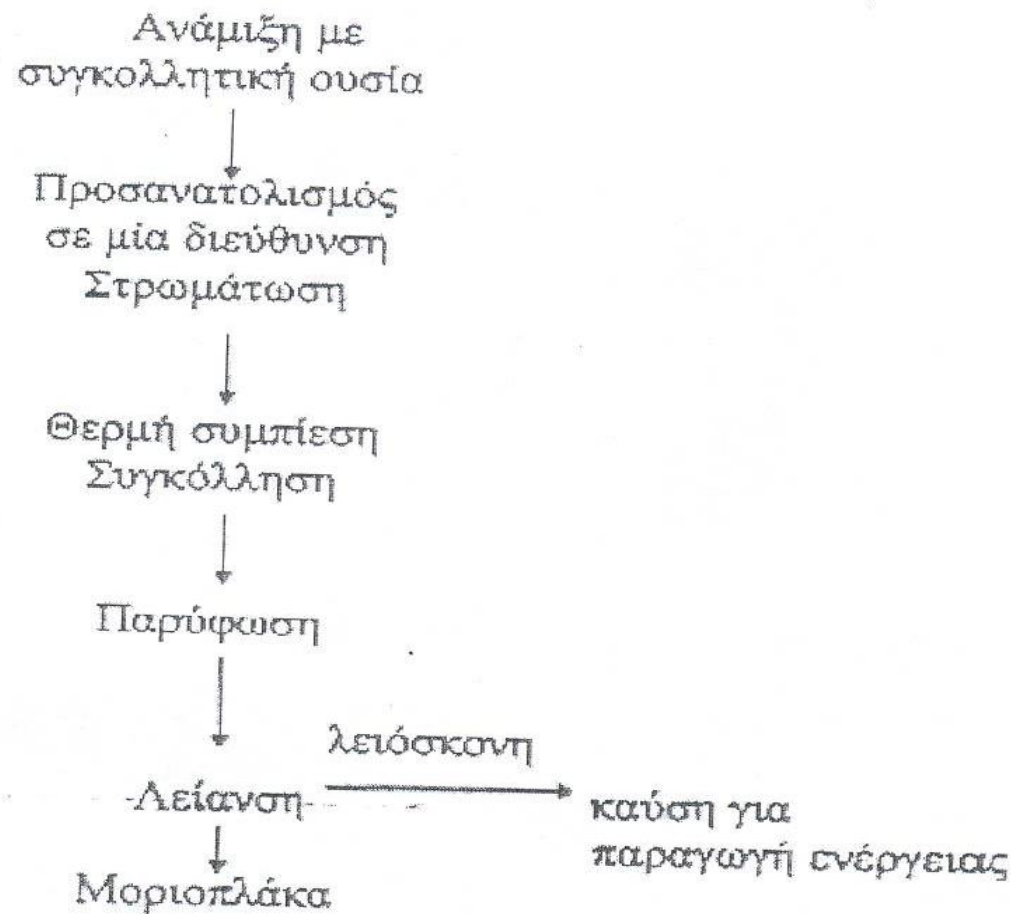 Ανάμιξη με
συγκολλητική ουσία
Προσανατολισμός
σε μία διεύθυνση
Στρωμάτωση
Θερμή συμπίεση
Συγκόλληση
Παρύφωση
λειόσκονη
-Λείανση-
καύση για
παραγωγή ενέργειας
Μοριοπλάκα